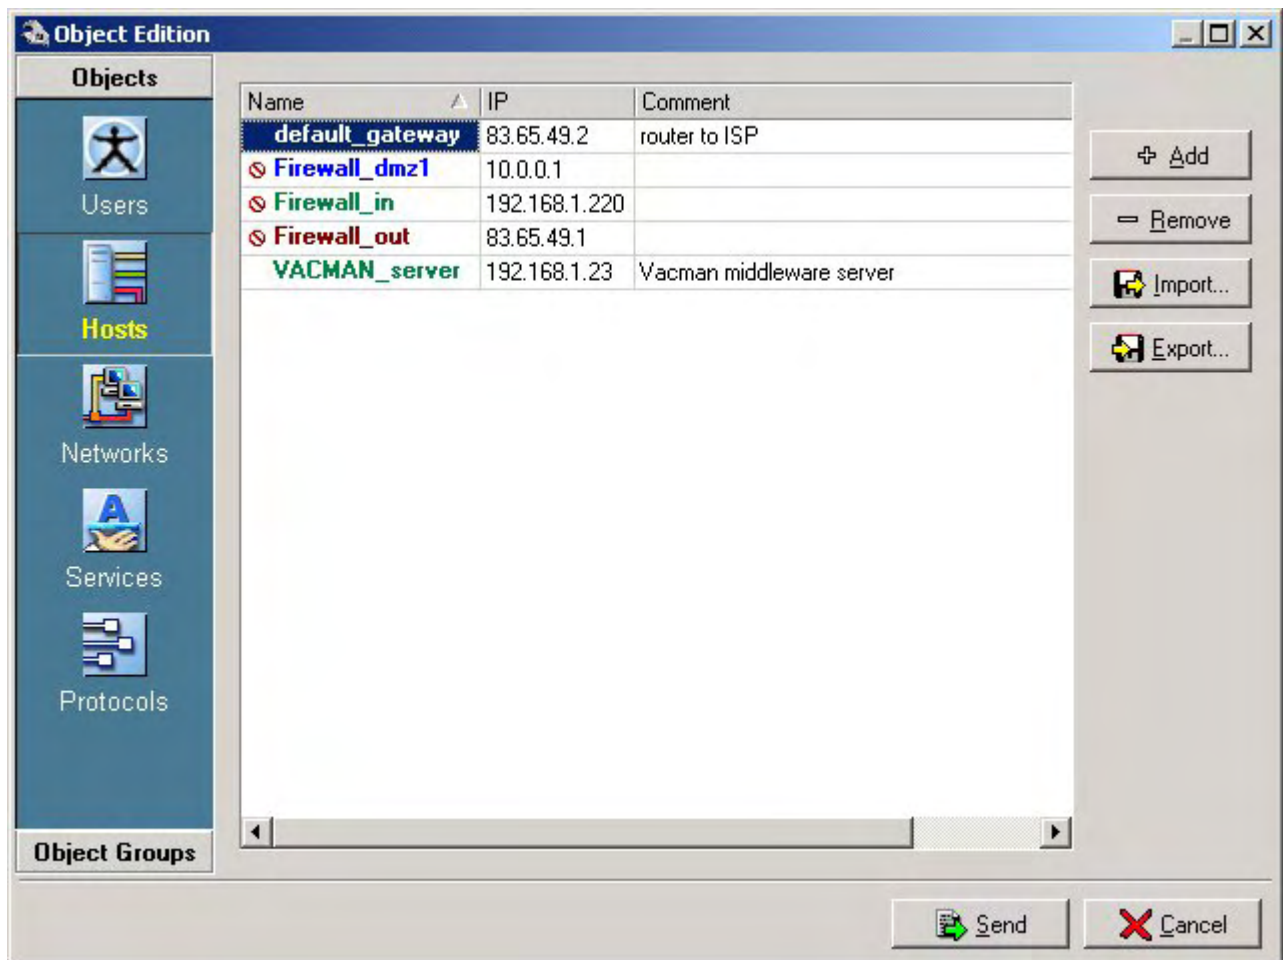 Object Edition
Objects
Users
Hosts
Networks
Services
Protocols
Object Groups
Name IP Comment
default_gateway 83.65.49.2 router to ISP
Firewall_dmz1 10.0.0.1
Firewall_in 192.168.1.220
Firewall_out 83.65.49.1
VACMAN_server 192.168.1.23 Vacman middleware server
Add
Remove
Import...
Export...
Send
Cancel